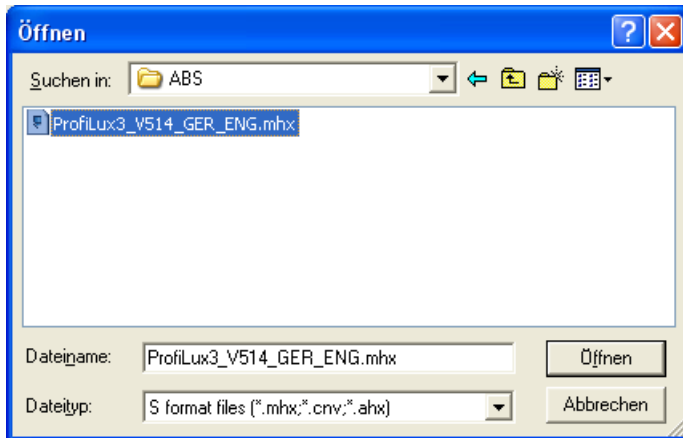 Öffnen
Suchen in: ABS
ProfiLux3_V514_GER_ENG.mhx
Dateiname: ProfiLux3_V514_GER_ENG.mhx Öffnen
Dateityp: S format files (*.mhx;*.cnv;*.ahx) Abbrechen